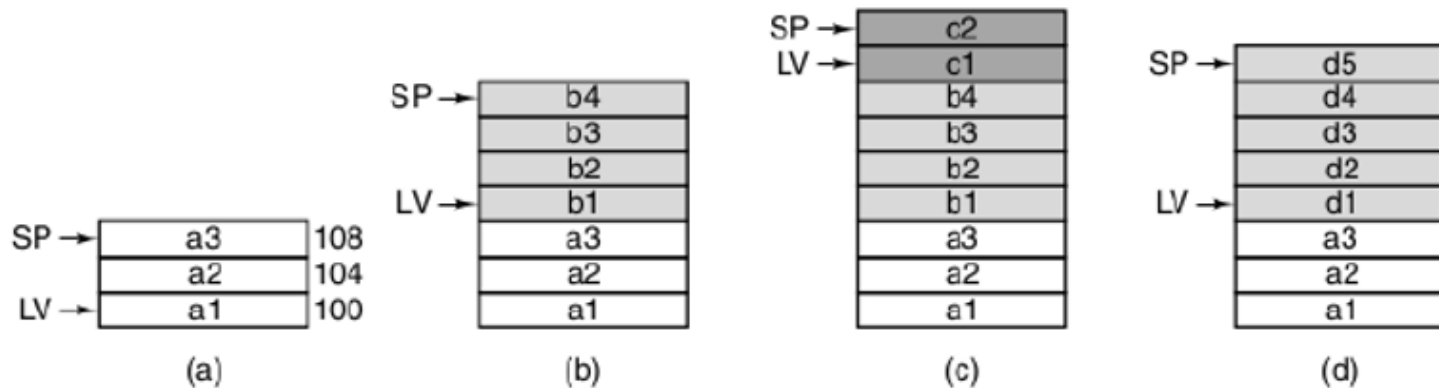 SP a3 108
a2 104
LV a1 100
(a)
SP b4
b3
b2
LV b1
a3
a2
a1
(b)
SP c2
LV c1
b4
b3
b2
b1
a3
a2
a1
(c)
SP d5
d4
d3
d2
LV d1
a3
a2
a1
(d)